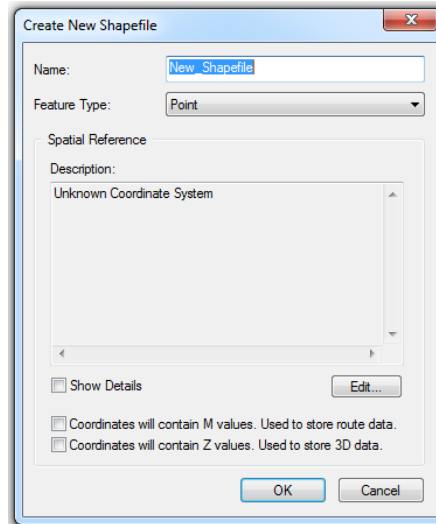 Create New Shapefile
Name: New_Shapefile
Feature Type: Point
Spatial Reference
Description:
Unknown Coordinate System
Show Details Edit...
Coordinates will contain M values. Used to store route data.
Coordinates will contain Z values. Used to store 3D data.
OK Cancel